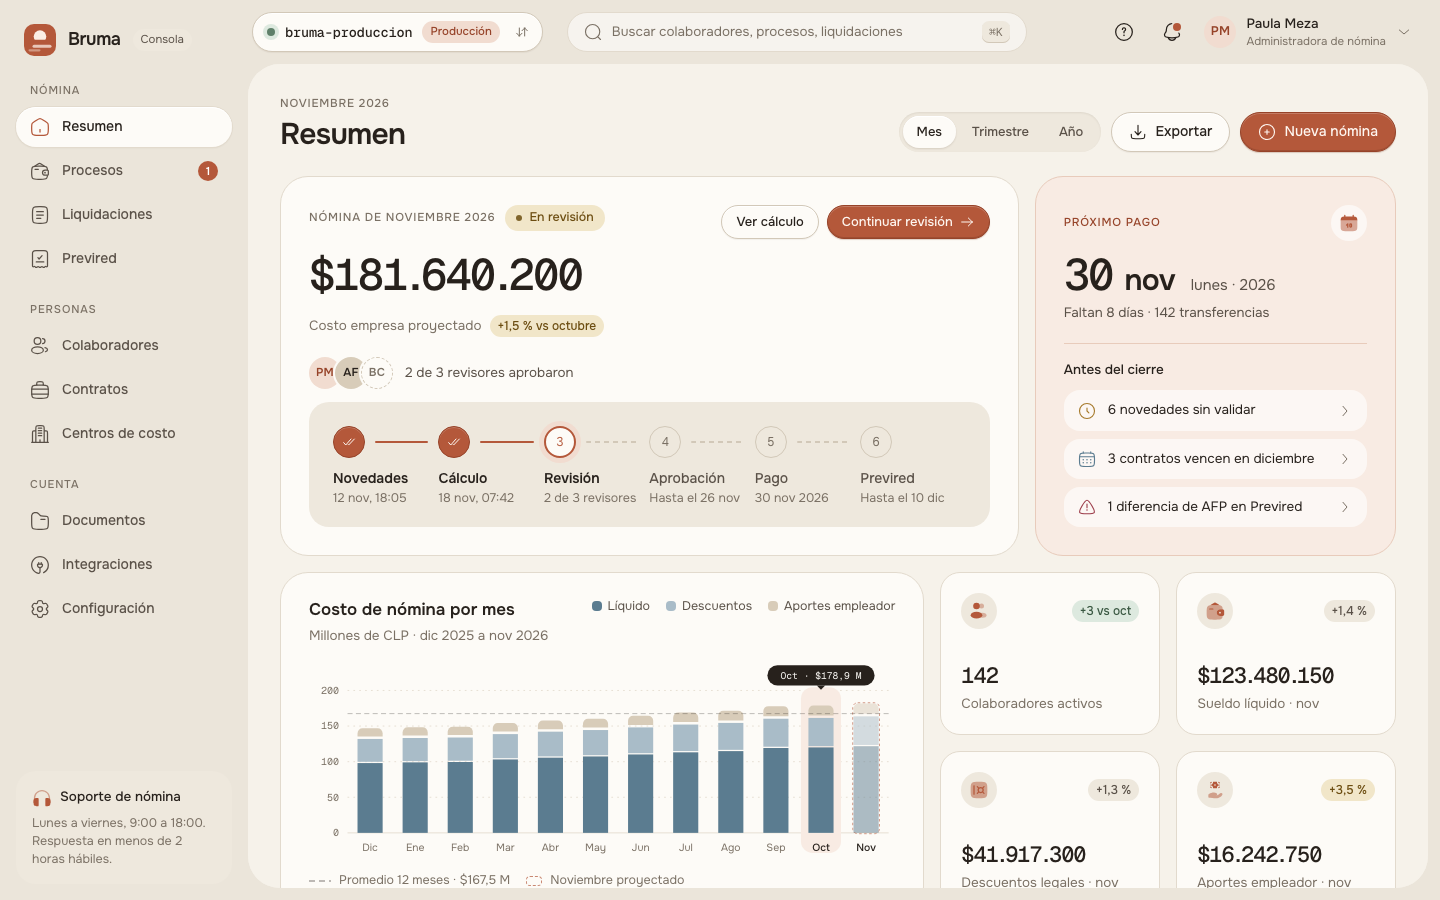 Bruma
Consola
bruma-produccion
Producción
Buscar colaboradores, procesos, liquidaciones
⌘K
PM
Paula Meza
Administradora de nómina
NÓMINA
Resumen
Procesos
1
Liquidaciones
Previred
PERSONAS
Colaboradores
Contratos
Centros de costo
CUENTA
Documentos
Integraciones
Configuración
Soporte de nómina
Lunes a viernes, 9:00 a 18:00.
Respuesta en menos de 2
horas hábiles.
NOVIEMBRE 2026
Resumen
Mes
Trimestre
Año
Exportar
Nueva nómina
NÓMINA DE NOVIEMBRE 2026
En revisión
Ver cálculo
Continuar revisión
$181.640.200
Costo empresa proyectado
+1,5 % vs octubre
PM
AF
BC
2 de 3 revisores aprobaron
3
4
5
6
Novedades
Cálculo
Revisión
Aprobación
Pago
Previred
12 nov, 18:05
18 nov, 07:42
2 de 3 revisores
Hasta el 26 nov
30 nov 2026
Hasta el 10 dic
PRÓXIMO PAGO
30 nov
lunes · 2026
Faltan 8 días · 142 transferencias
Antes del cierre
6 novedades sin validar
3 contratos vencen en diciembre
1 diferencia de AFP en Previred
Costo de nómina por mes
Líquido
Descuentos
Aportes empleador
Millones de CLP · dic 2025 a nov 2026
Oct · $178,9 M
200
150
100
50
0
Dic
Ene
Feb
Mar
Abr
May
Jun
Jul
Ago
Sep
Oct
Nov
Promedio 12 meses · $167,5 M
Noviembre proyectado
+3 vs oct
142
Colaboradores activos
+1,4 %
$123.480.150
Sueldo líquido · nov
+1,3 %
$41.917.300
Descuentos legales · nov
+3,5 %
$16.242.750
Aportes empleador · nov